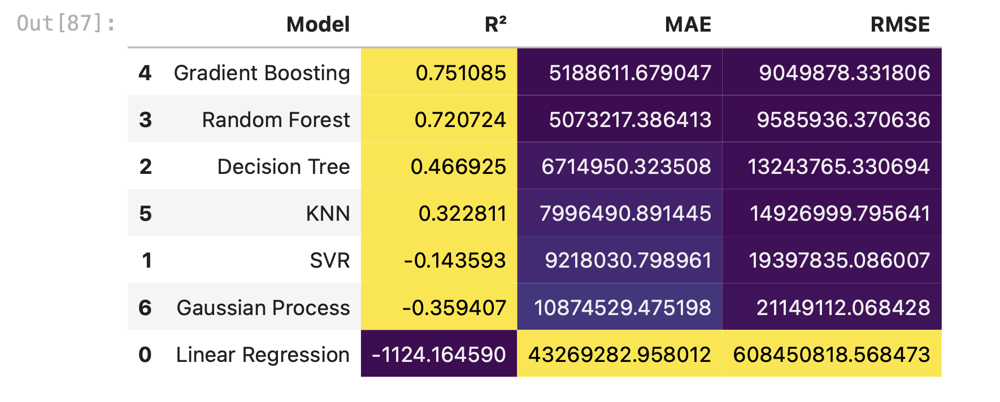 Out[87]:
Model R² MAE RMSE
4 Gradient Boosting 0.751085 5188611.679047 9049878.331806
3 Random Forest 0.720724 5073217.386413 9585936.370636
2 Decision Tree 0.466925 6714950.323508 13243765.330694
5 KNN 0.322811 7996490.891445 14926999.795641
1 SVR -0.143593 9218030.798961 19397835.086007
6 Gaussian Process -0.359407 10874529.475198 21149112.068428
0 Linear Regression -1124.164590 43269282.958012 608450818.568473